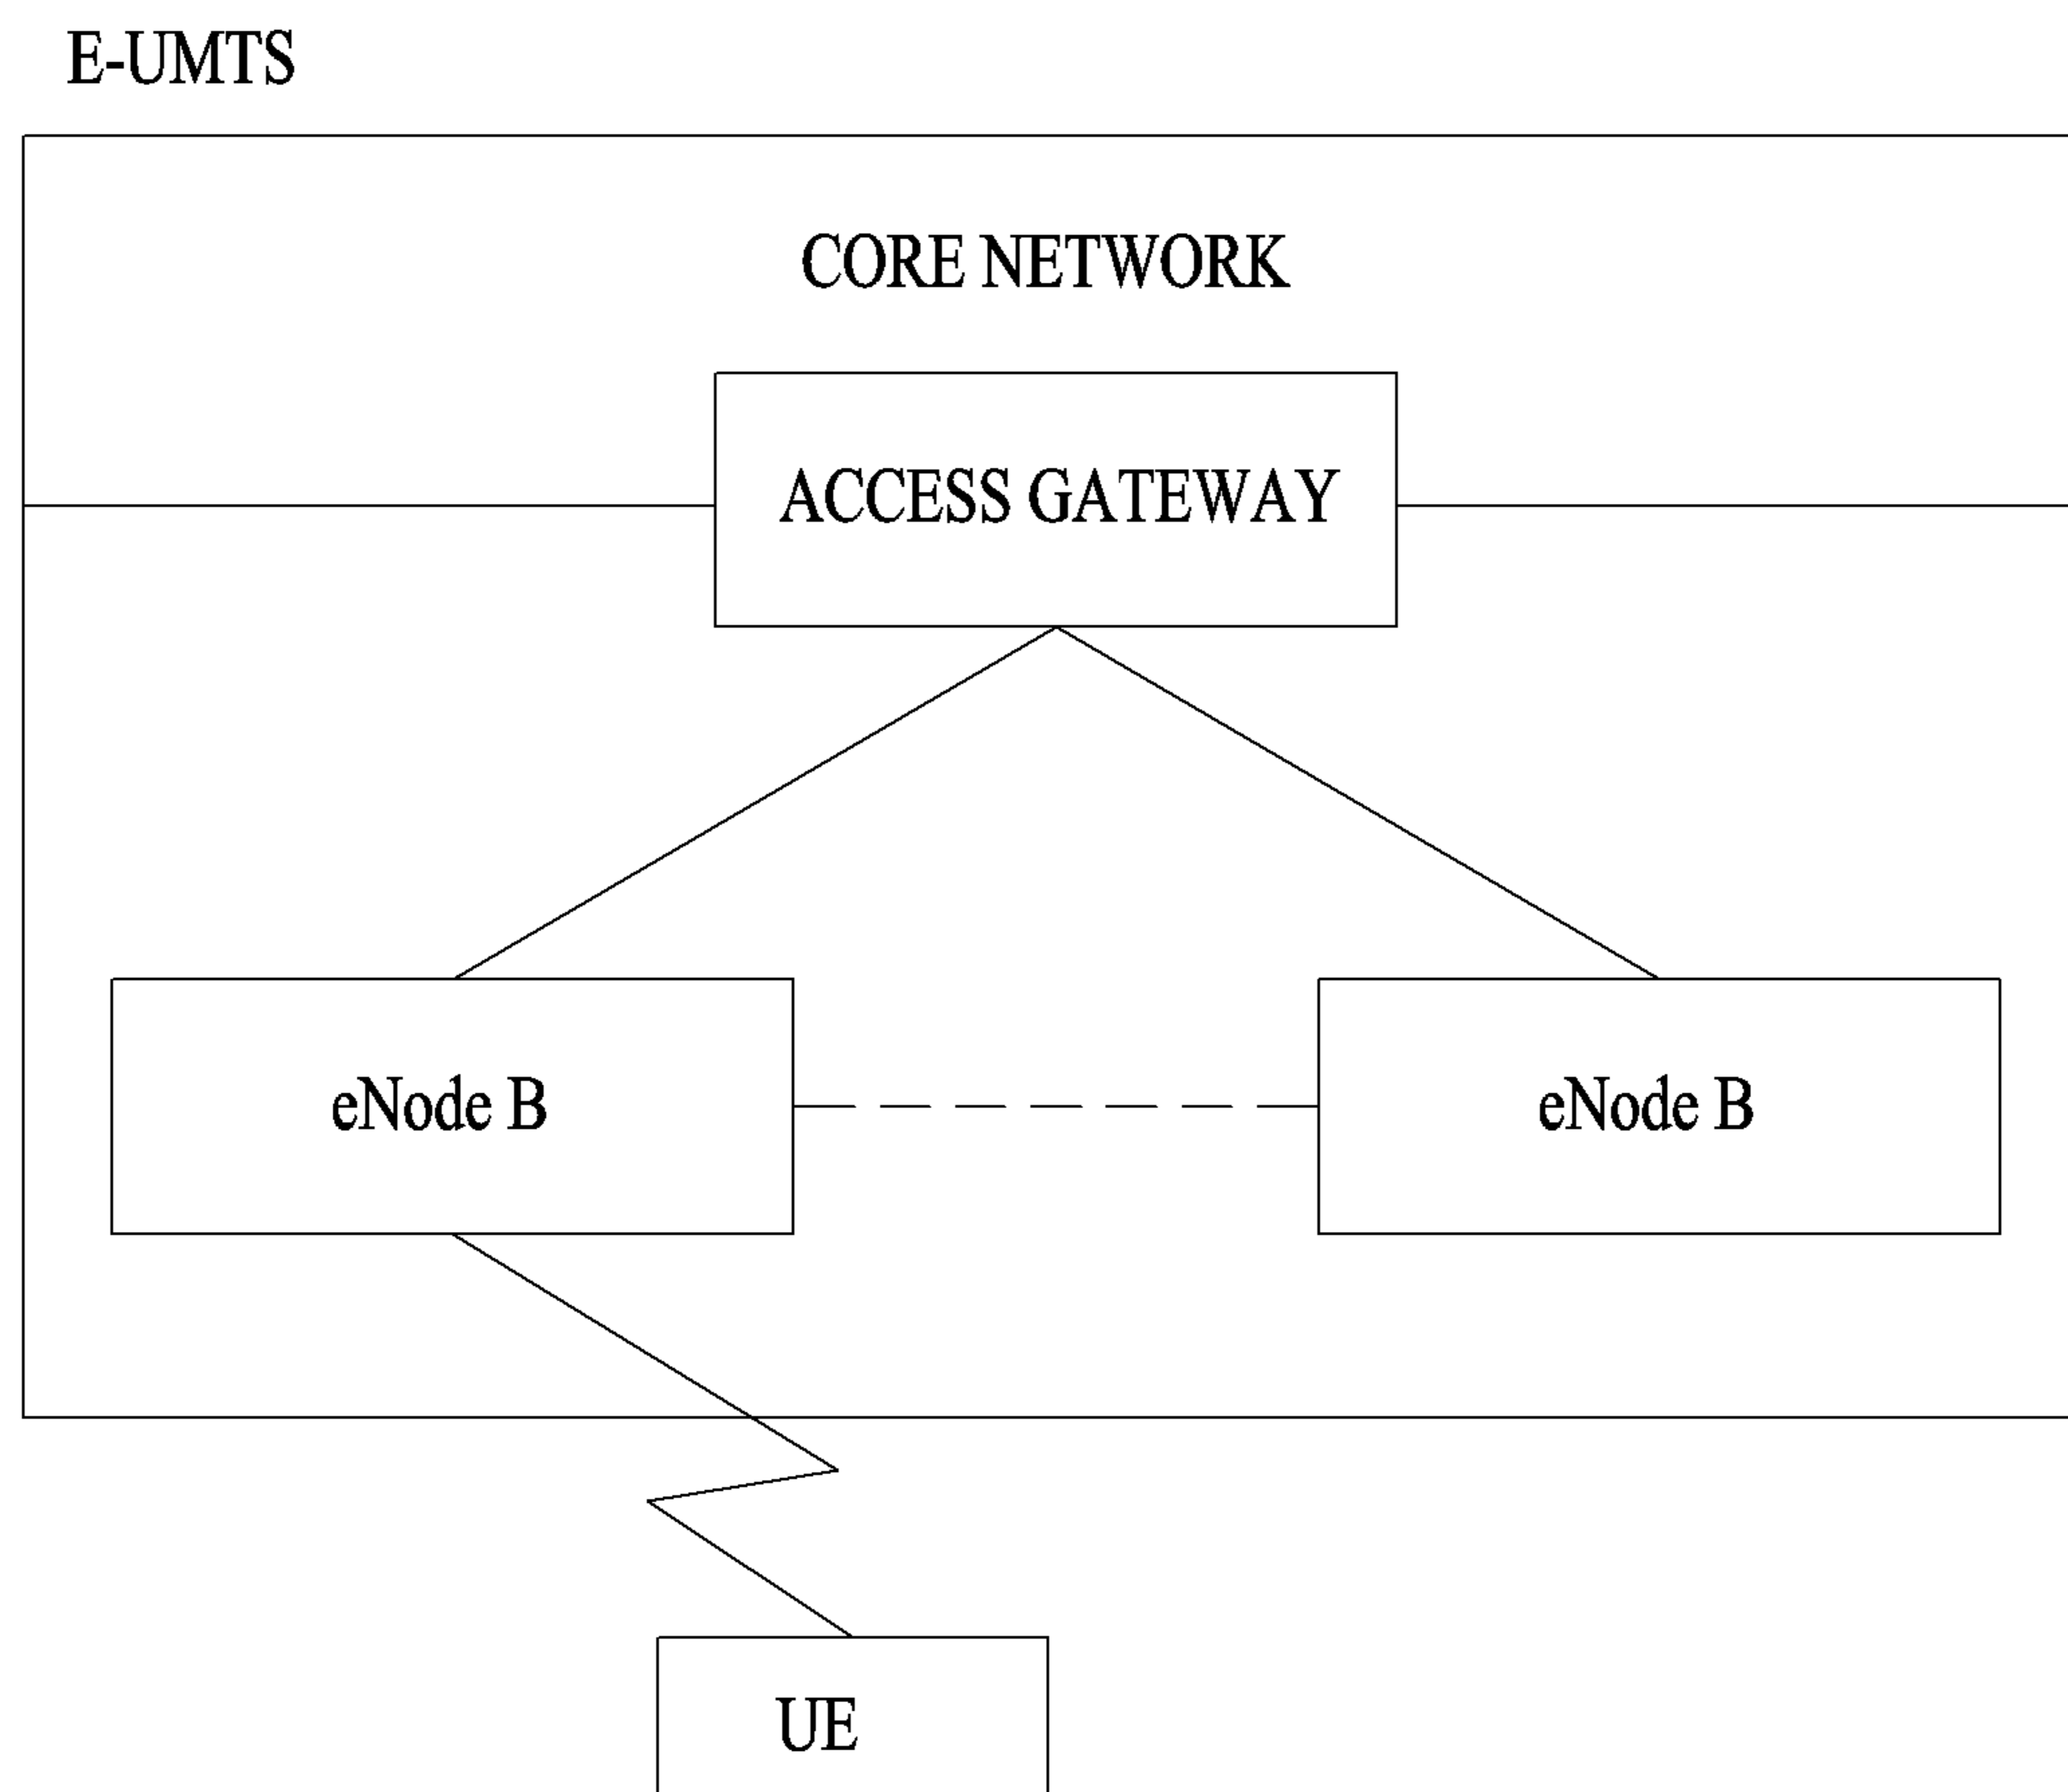 E-UMTS
CORE NETWORK
ACCESS GATEWAY
eNode B
eNode B
UE